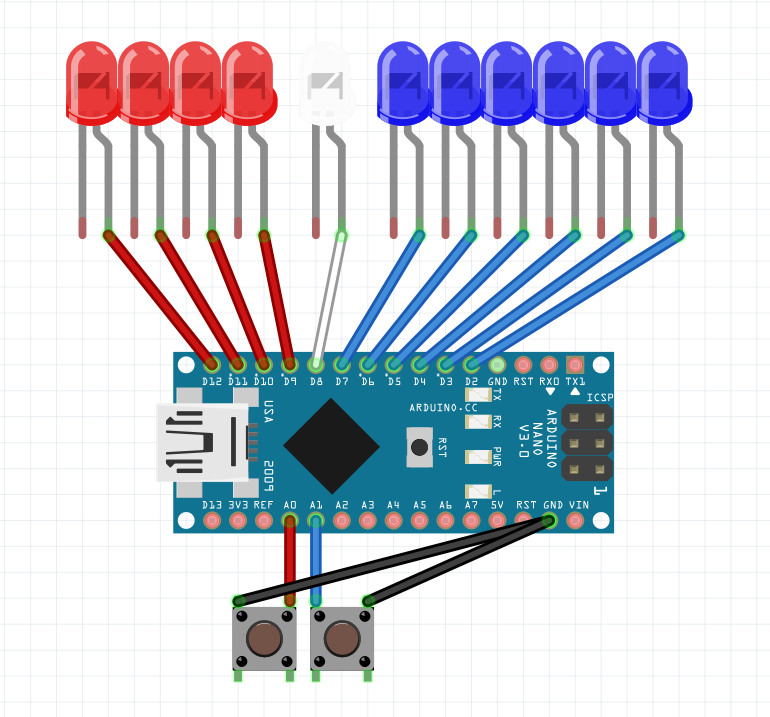 D12 D11 D10 D9 D8 D7 D6 D5 D4 D3 D2 GND RST RX0 TX1
ICSP
USA
2009
ARDUINO.CC
TX
RX
PWR
L
RST
ARDUINO
NANO
V3.0
1
D13 3V3 REF A0 A1 A2 A3 A4 A5 A6 A7 5V RST GND VIN